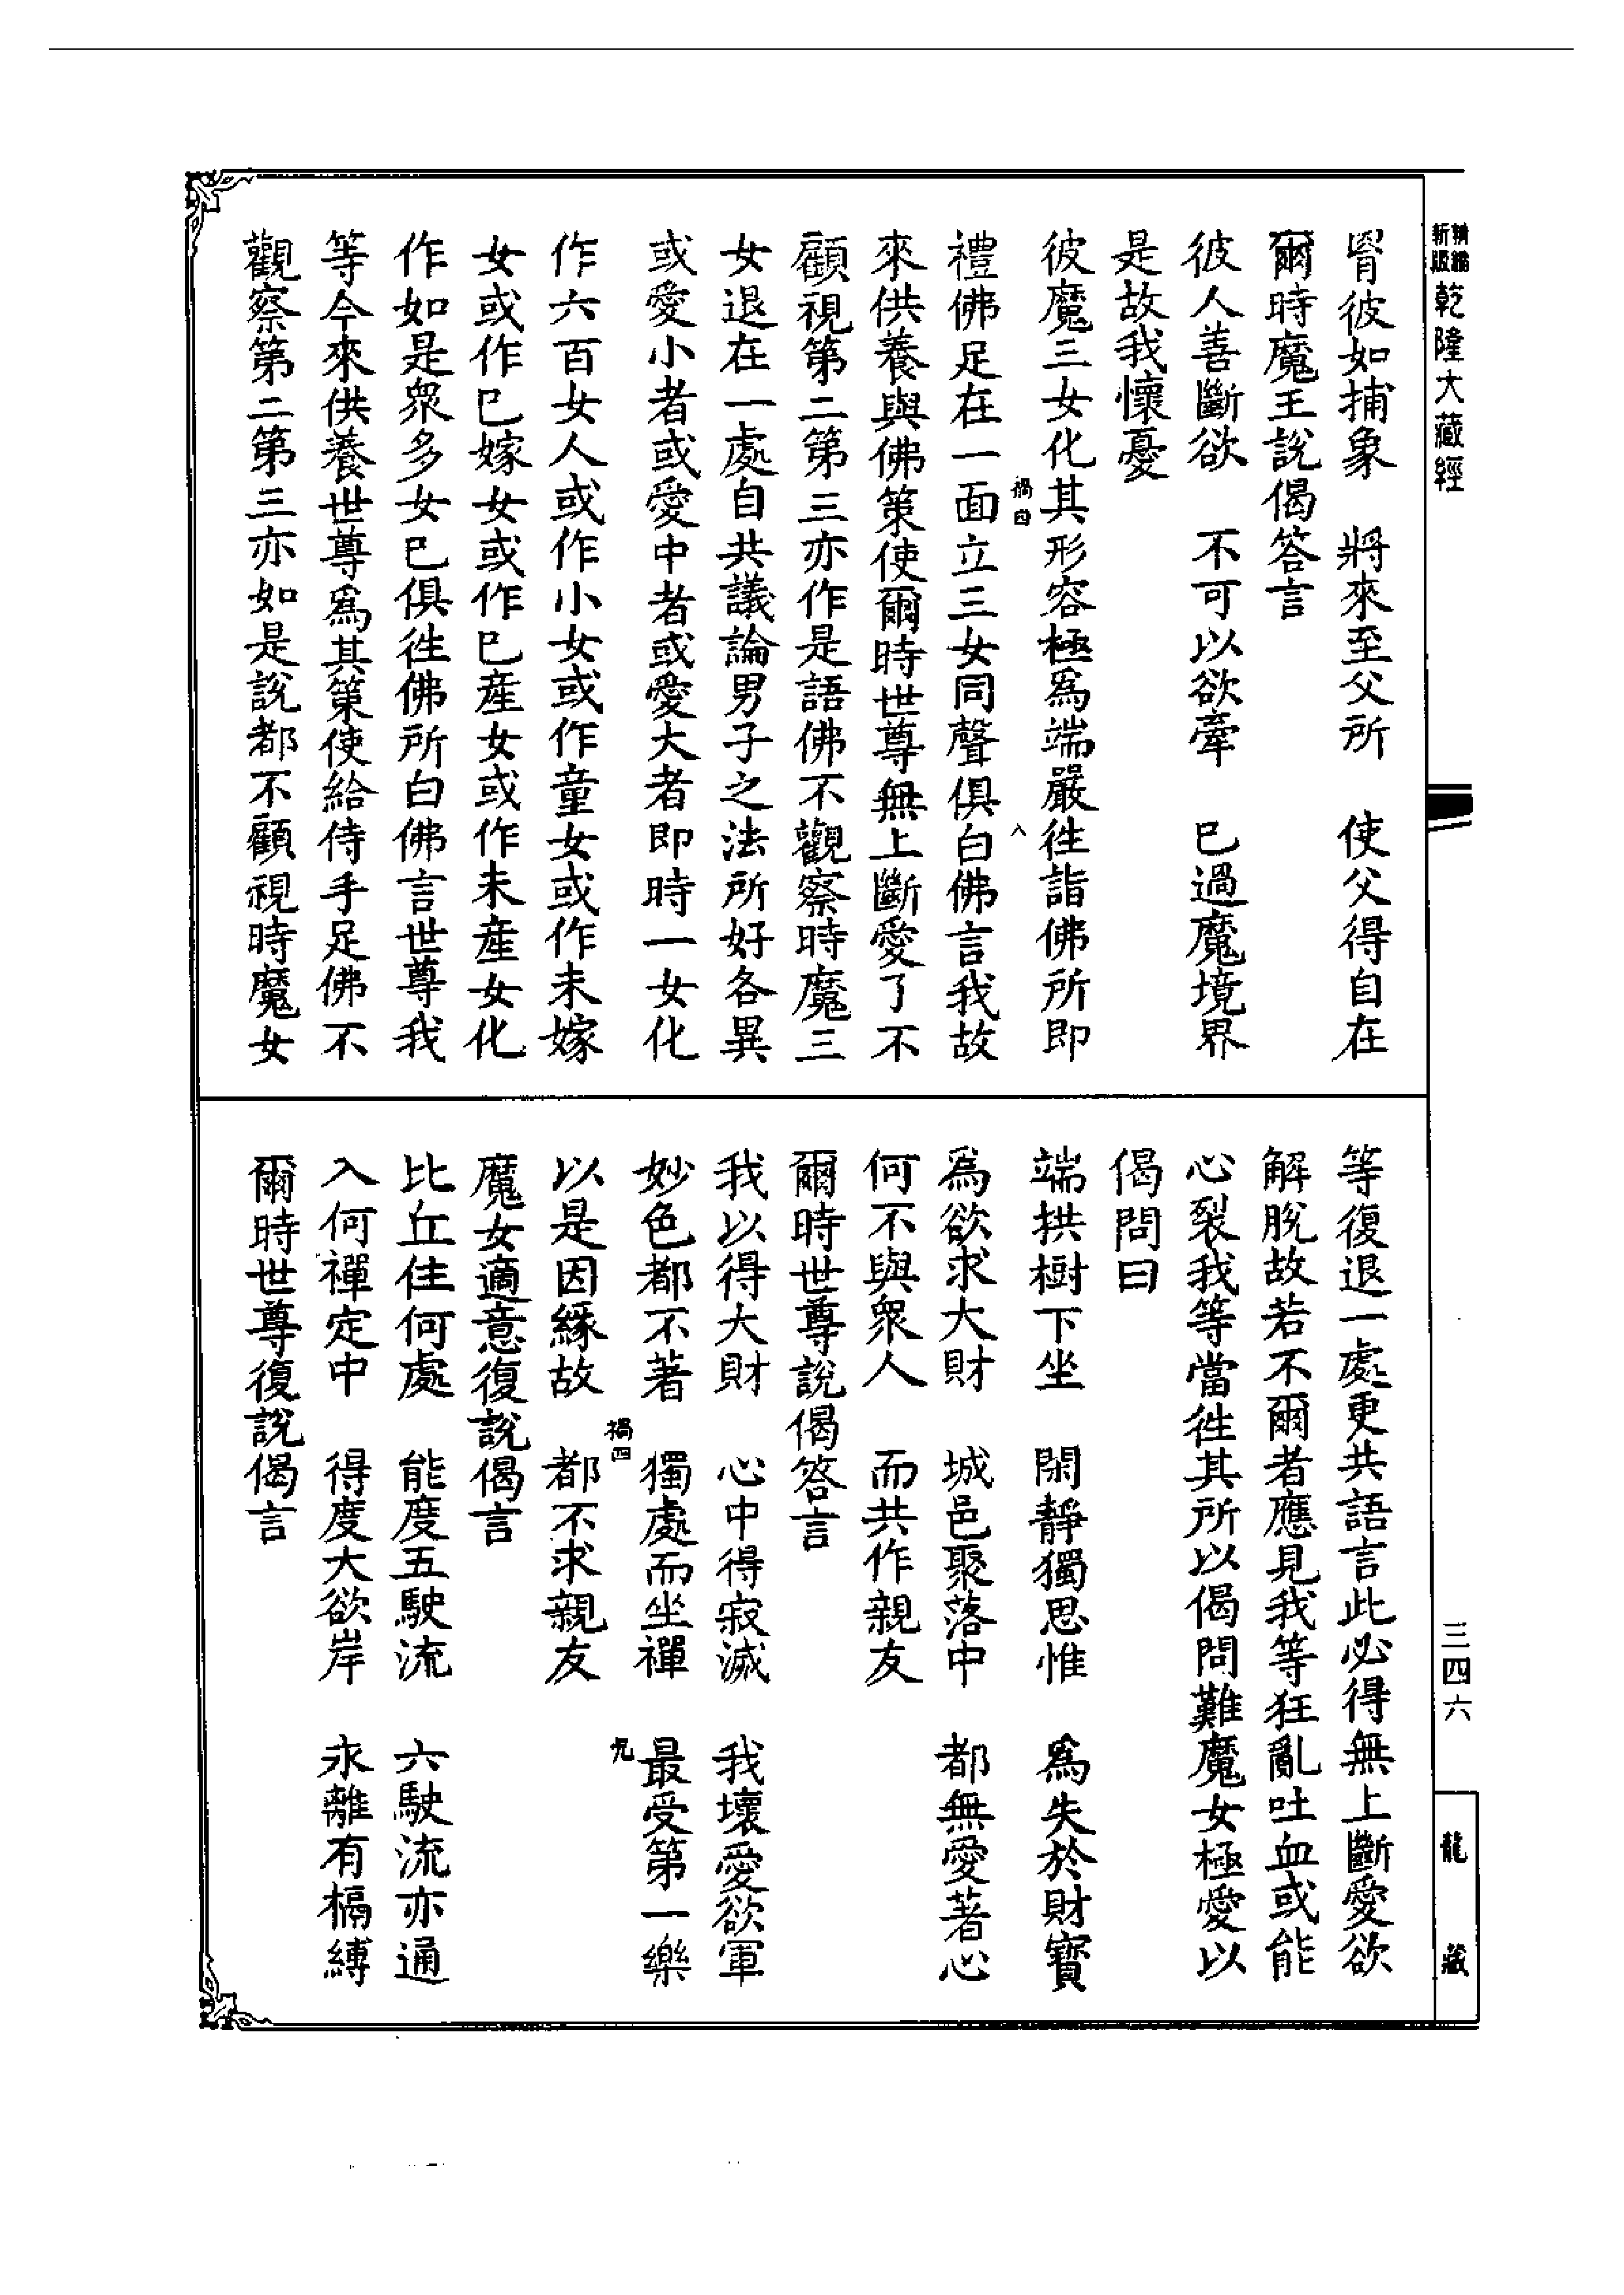 新編
新版
乾隆大藏經
罥彼如捕象　將來至父所　使父得自在
爾時魔王說偈答言
彼人善斷欲　不可以欲牽　已過魔境界
是故我懷憂
彼魔三女化其形容極為端嚴徃詣佛所即
禍四　八
禮佛足在一面立三女同聲俱白佛言我故
來供養與佛策使爾時世尊無上斷愛了不
顧視第二第三亦作是語佛不觀察時魔三
女退在一處自共議論男子之法所好各異
或愛小者或愛中者或愛大者即時一女化
作六百女人或作小女或作童女或作未嫁
女或作已嫁女或作已產女或作未產女化
作如是眾多女已俱徃佛所白佛言世尊我
等今來供養世尊為其策使給侍手足佛不
觀察第二第三亦如是說都不顧視時魔女
等復退一處更共語言此必得無上斷愛欲
解脫故若不爾者應見我等狂亂吐血或能
心裂我等當徃其所以偈問難魔女極愛以
偈問曰
端拱樹下坐　閑靜獨思惟　為失於財寶
為欲求大財　城邑聚落中　都無愛著心
何不與眾人　而共作親友
爾時世尊說偈答言
我以得大財　心中得寂滅　我壞愛欲軍
妙色都不著　獨處而坐禪　最受第一樂
禍四　九
以是因緣故　都不求親友
魔女適意復說偈言
比丘住何處　能度五駛流　六駛流亦通
入何禪定中　得度大欲岸　永離有槅縛
爾時世尊復說偈言
三四六
龍藏